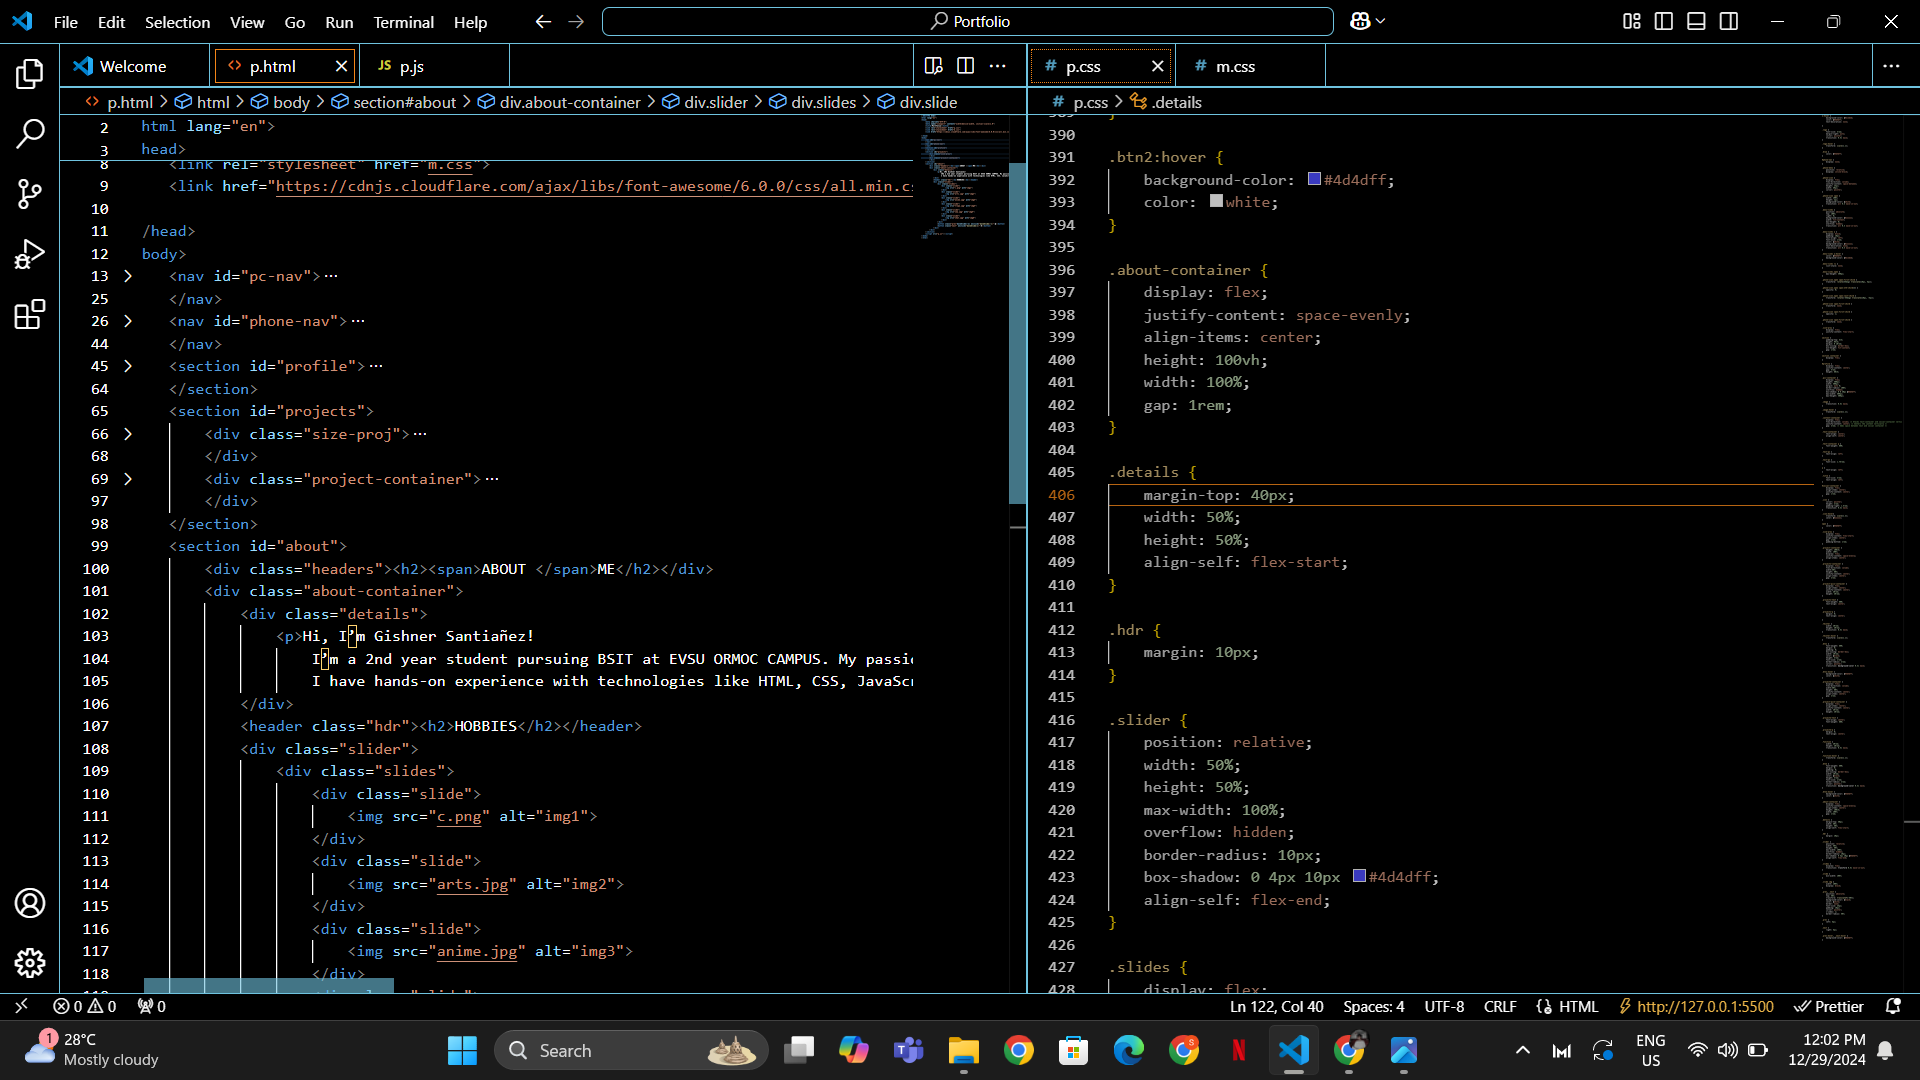 File Edit Selection View Go Run Terminal Help
Portfolio
Welcome
p.html
JS p.js
# p.css
# m.css
p.html > html > body > section#about > div.about-container > div.slider > div.slides > div.slide
# p.css > .details
2 html lang="en">
3 head>
8 <link rel="stylesheet" href="m.css">
9 <link href="https://cdnjs.cloudflare.com/ajax/libs/font-awesome/6.0.0/css/all.min.cs
10
11 /head>
12 body>
13 <nav id="pc-nav">…
25 </nav>
26 <nav id="phone-nav">…
44 </nav>
45 <section id="profile">…
64 </section>
65 <section id="projects">
66 <div class="size-proj">…
68 </div>
69 <div class="project-container">…
97 </div>
98 </section>
99 <section id="about">
100 <div class="headers"><h2><span>ABOUT </span>ME</h2></div>
101 <div class="about-container">
102 <div class="details">
103 <p>Hi, I’m Gishner Santiañez!
104 I’m a 2nd year student pursuing BSIT at EVSU ORMOC CAMPUS. My passio
105 I have hands-on experience with technologies like HTML, CSS, JavaScr
106 </div>
107 <header class="hdr"><h2>HOBBIES</h2></header>
108 <div class="slider">
109 <div class="slides">
110 <div class="slide">
111 <img src="c.png" alt="img1">
112 </div>
113 <div class="slide">
114 <img src="arts.jpg" alt="img2">
115 </div>
116 <div class="slide">
117 <img src="anime.jpg" alt="img3">
118 </div>
389 }
390
391 .btn2:hover {
392 background-color: #4d4dff;
393 color: white;
394 }
395
396 .about-container {
397 display: flex;
398 justify-content: space-evenly;
399 align-items: center;
400 height: 100vh;
401 width: 100%;
402 gap: 1rem;
403 }
404
405 .details {
406 margin-top: 40px;
407 width: 50%;
408 height: 50%;
409 align-self: flex-start;
410 }
411
412 .hdr {
413 margin: 10px;
414 }
415
416 .slider {
417 position: relative;
418 width: 50%;
419 height: 50%;
420 max-width: 100%;
421 overflow: hidden;
422 border-radius: 10px;
423 box-shadow: 0 4px 10px #4d4dff;
424 align-self: flex-end;
425 }
426
427 .slides {
428 display: flex;
0 0 0
Ln 122, Col 40 Spaces: 4 UTF-8 CRLF {} HTML http://127.0.0.1:5500 Prettier
1
28°C
Mostly cloudy
Search
ENG
US
12:02 PM
12/29/2024